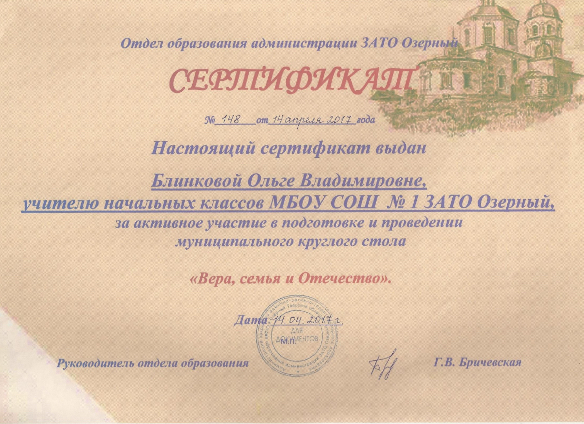 Отдел образования администрации ЗАТО Озерный
СЕРТИФИКАТ
№ 148 от 14 апреля 2017 года
Настоящий сертификат выдан
Блинковой Ольге Владимировне,
учителю начальных классов МБОУ СОШ № 1 ЗАТО Озерный,
за активное участие в подготовке и проведении
муниципального круглого стола
«Вера, семья и Отечество».
Дата: 14 04. 2017 г.
ДЛЯ
ДОКУМЕНТОВ
М.П.
Руководитель отдела образования Г.В. Бричевская